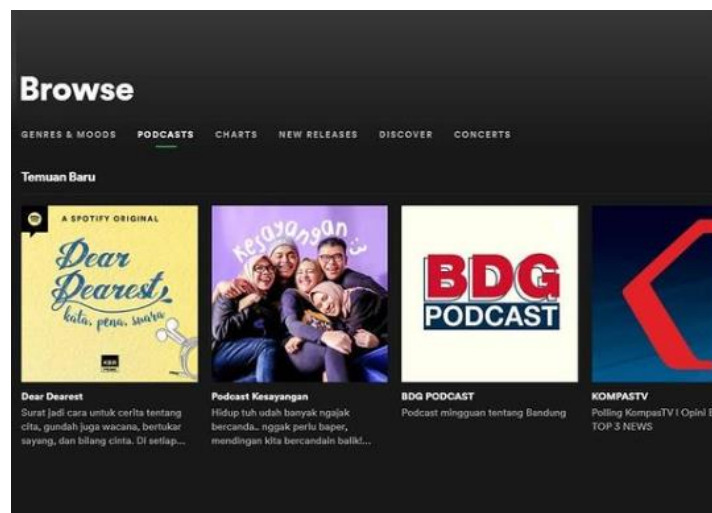 Browse
GENRES & MOODS PODCASTS CHARTS NEW RELEASES DISCOVER CONCERTS
Temuan Baru
A SPOTIFY ORIGINAL
Dear
Dearest,
kata, pena, suara
KBR
PRIME
kesayangan :3
BDG
PODCAST
Dear Dearest
Surat jadi cara untuk cerita tentang
cita, gundah juga wacana, bertukar
sayang, dan bilang cinta. Di setiap...
Podcast Kesayangan
Hidup tuh udah banyak ngajak
bercanda.. nggak perlu baper,
mendingan kita bercandain balik!...
BDG PODCAST
Podcast mingguan tentang Bandung
KOMPASTV
Polling KompasTV I Opini
TOP 3 NEWS